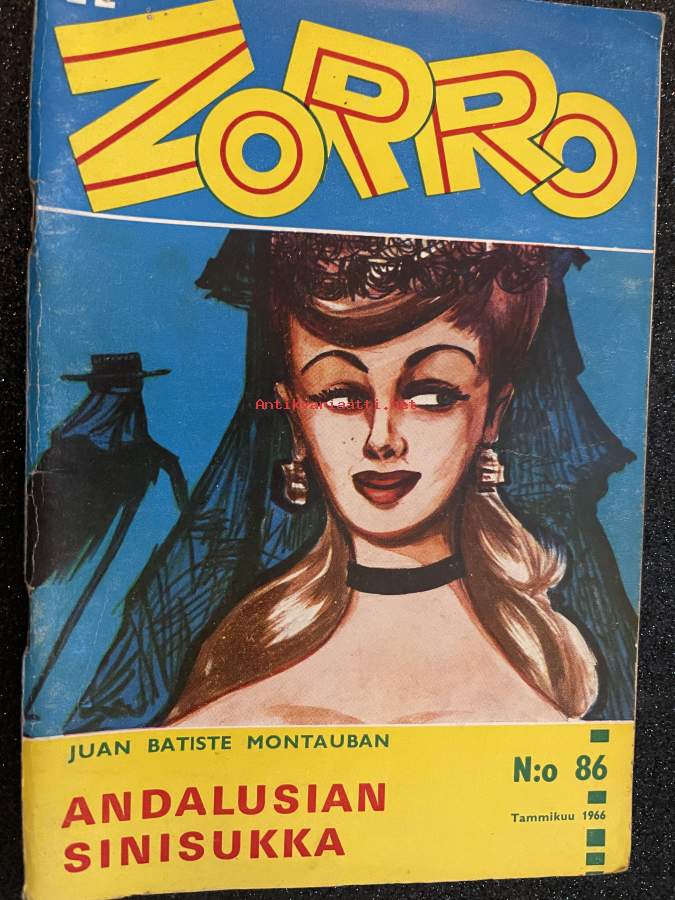 ZORRO
Antikvariaatti.net
JUAN BATISTE MONTAUBAN
N:o 86
ANDALUSIAN
SINISUKKA
Tammikuu 1966